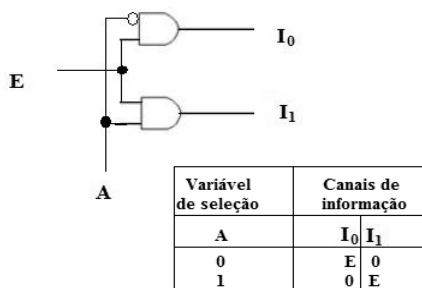 I0
E
I1
A
Variável de seleção
Canais de informação
A
I0 I1
0 E 0
1 0 E